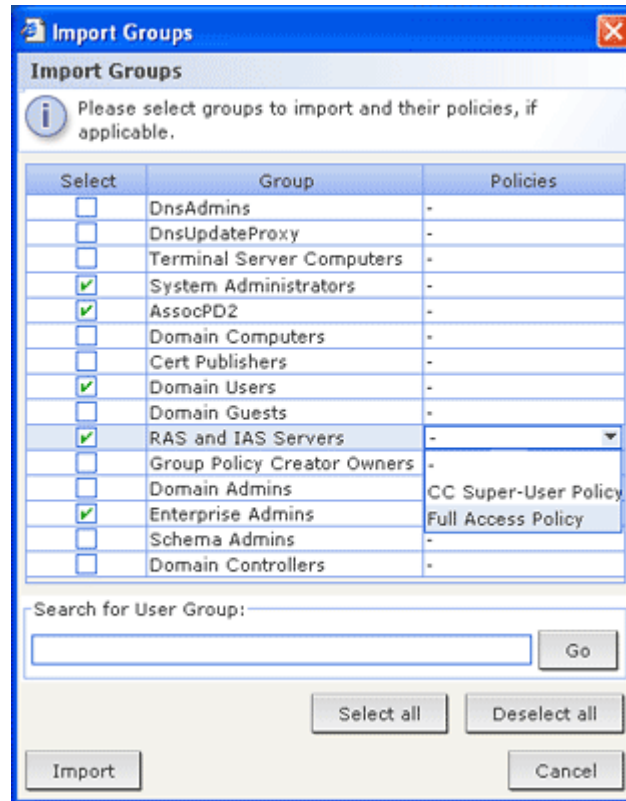 Import Groups
Import Groups
Please select groups to import and their policies, if
applicable.
Select Group Policies
DnsAdmins -
DnsUpdateProxy -
Terminal Server Computers -
System Administrators -
AssocPD2 -
Domain Computers -
Cert Publishers -
Domain Users -
Domain Guests -
RAS and IAS Servers -
Group Policy Creator Owners -
Domain Admins CC Super-User Policy
Enterprise Admins Full Access Policy
Schema Admins -
Domain Controllers -
Search for User Group:
Go
Select all Deselect all
Import Cancel